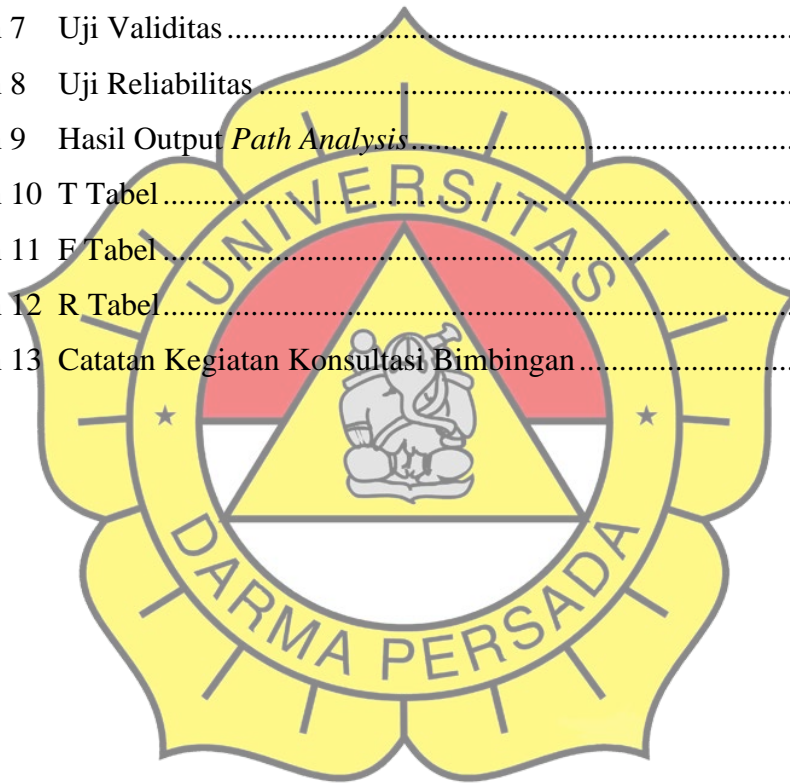 7 Uji Validitas
8 Uji Reliabilitas
9 Hasil Output Path Analysis
10 T Tabel
11 F Tabel
12 R Tabel
13 Catatan Kegiatan Konsultasi Bimbingan
UNIVERSITAS
DARMA PERSADA